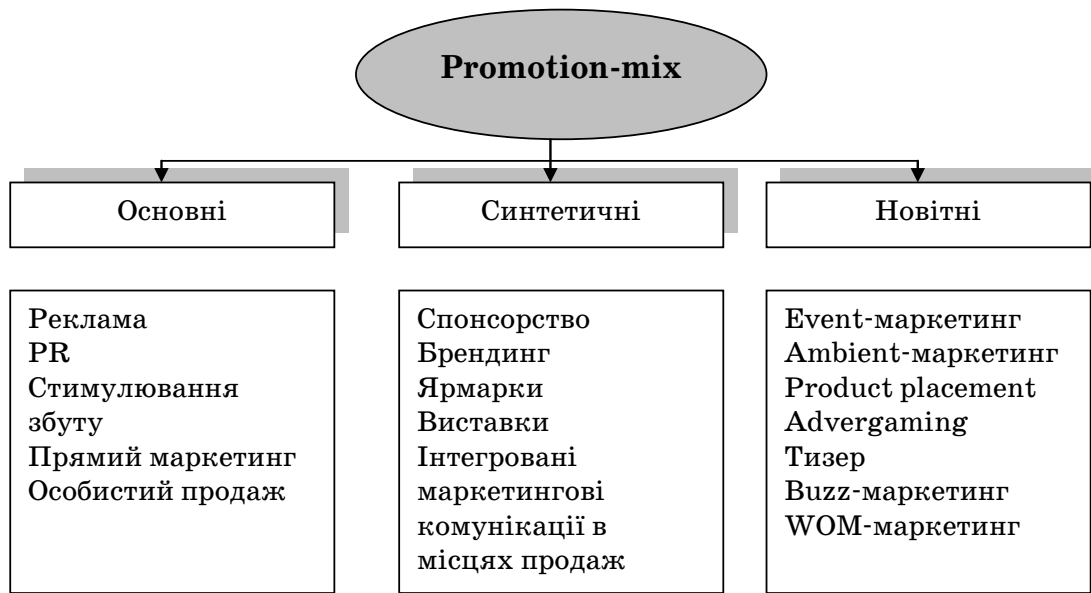 Promotion-mix
Основні
Синтетичні
Новітні
Реклама
PR
Стимулювання
збуту
Прямий маркетинг
Особистий продаж
Спонсорство
Брендинг
Ярмарки
Виставки
Інтегровані
маркетингові
комунікації в
місцях продаж
Event-маркетинг
Ambient-маркетинг
Product placement
Advergaming
Тизер
Buzz-маркетинг
WOM-маркетинг